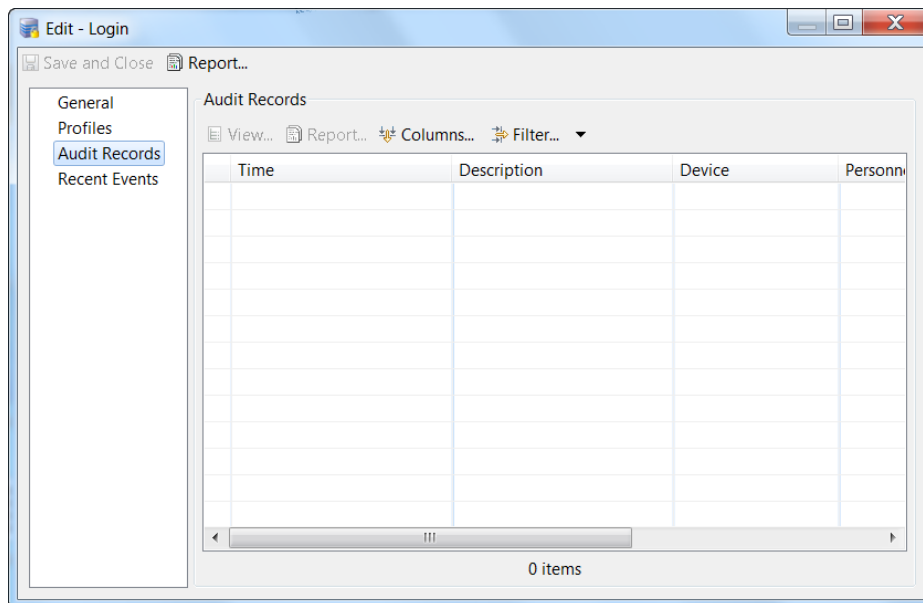 Edit - Login
Save and Close Report...
General
Profiles
Audit Records
Recent Events
Audit Records
View... Report... Columns... Filter...
Time Description Device Personne
0 items